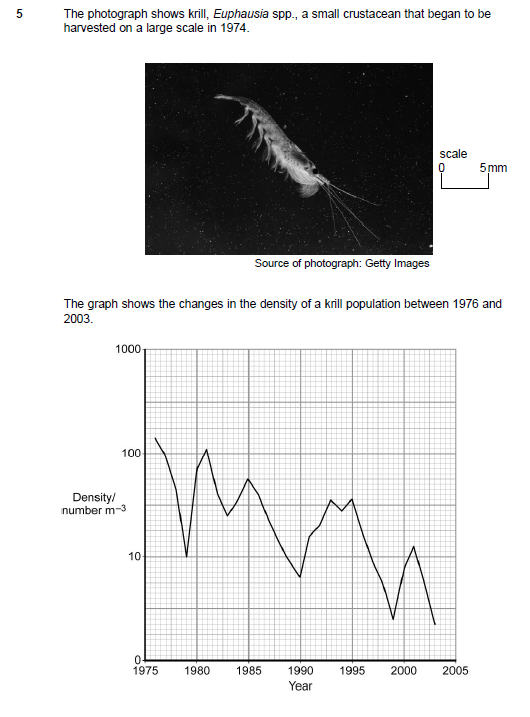 5 The photograph shows krill, Euphausia spp., a small crustacean that began to be
harvested on a large scale in 1974.
scale
0 5 mm
Source of photograph: Getty Images
The graph shows the changes in the density of a krill population between 1976 and
2003.
1000
100
Density/
number m–3
10
0
1975 1980 1985 1990 1995 2000 2005
Year